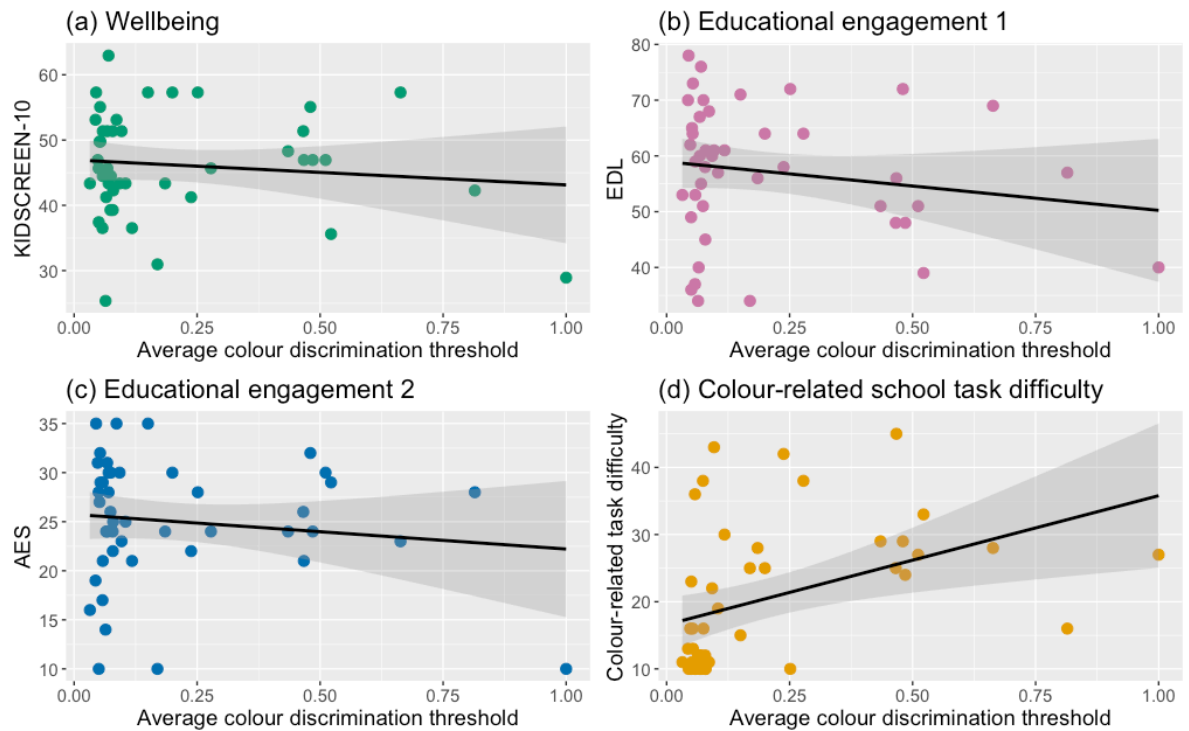 (a) Wellbeing
KIDSCREEN-10
60
50
40
30
0.00 0.25 0.50 0.75 1.00
Average colour discrimination threshold
(b) Educational engagement 1
EDL
80
70
60
50
40
0.00 0.25 0.50 0.75 1.00
Average colour discrimination threshold
(c) Educational engagement 2
AES
35
30
25
20
15
10
0.00 0.25 0.50 0.75 1.00
Average colour discrimination threshold
(d) Colour-related school task difficulty
Colour-related task difficulty
40
30
20
10
0.00 0.25 0.50 0.75 1.00
Average colour discrimination threshold